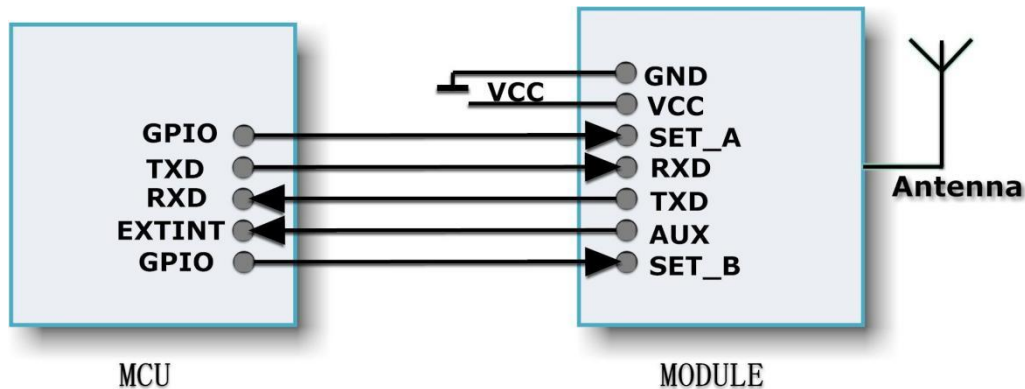 GND
VCC
VCC
GPIO
SET_A
TXD
RXD
RXD
TXD
EXTINT
AUX
GPIO
SET_B
Antenna
MCU
MODULE